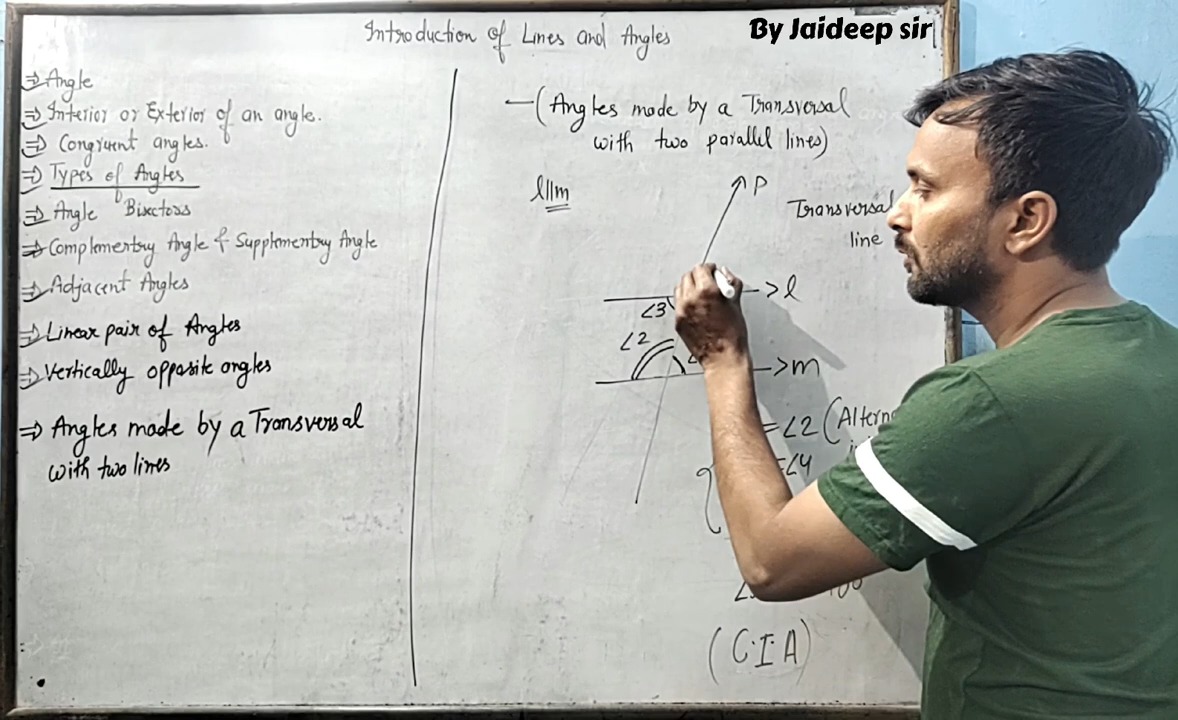 Introduction of Lines and Angles
By Jaideep sir
⇒ Angle
⇒ Interior or Exterior of an angle.
⇒ Congruent angles.
⇒ Types of Angles
⇒ Angle Bisectors
⇒ Complementry Angle & Supplementry Angle
⇒ Adjacent Angles
⇒ Linear pair of Angles
⇒ Vertically opposite angles
⇒ Angles made by a Transversal
with two lines
—(Angles made by a Transversal
with two parallel lines)
l||m
P
Transversal
line
l
∠3
∠2
m
=∠2 (Altern
=∠4
(C.I.A)